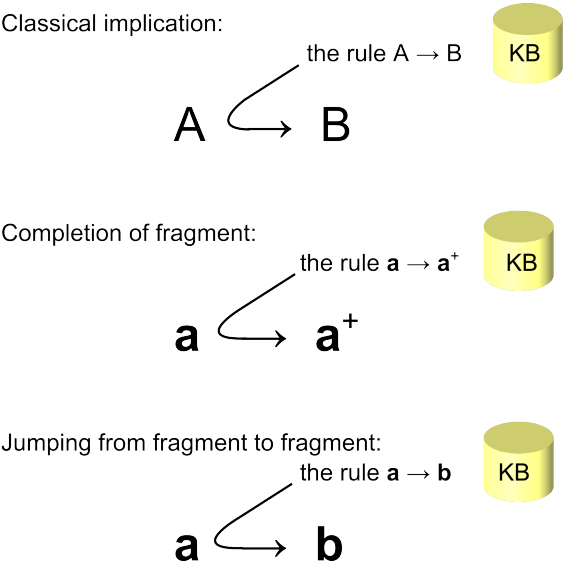 Classical implication:
the rule A → B
KB
A → B
Completion of fragment:
the rule a → a⁺
KB
a → a⁺
Jumping from fragment to fragment:
the rule a → b
KB
a → b